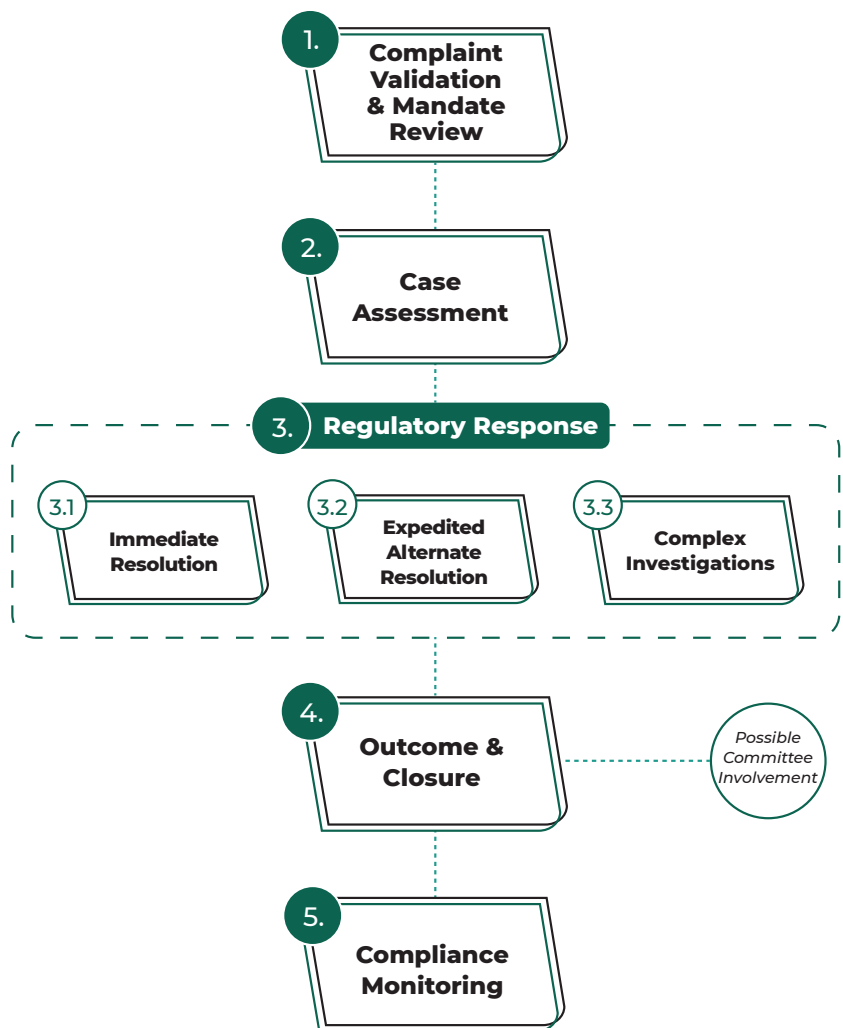 1.
Complaint
Validation
& Mandate
Review
2.
Case
Assessment
3. Regulatory Response
3.1
Immediate
Resolution
3.2
Expedited
Alternate
Resolution
3.3
Complex
Investigations
4.
Outcome &
Closure
Possible
Committee
Involvement
5.
Compliance
Monitoring